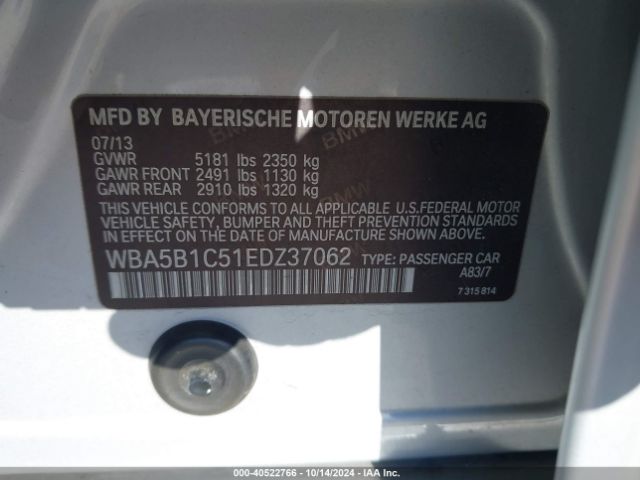 MFD BY BAYERISCHE MOTOREN WERKE AG
07/13
GVWR 5181 lbs 2350 kg
GAWR FRONT 2491 lbs 1130 kg
GAWR REAR 2910 lbs 1320 kg
THIS VEHICLE CONFORMS TO ALL APPLICABLE U.S.FEDERAL MOTOR
VEHICLE SAFETY, BUMPER AND THEFT PREVENTION STANDARDS
IN EFFECT ON THE DATE OF MANUFACTURE SHOWN ABOVE.
WBA5B1C51EDZ37062 TYPE: PASSENGER CAR
A83/7
7 315 814
000-40522766 - 10/14/2024 - IAAI.COM